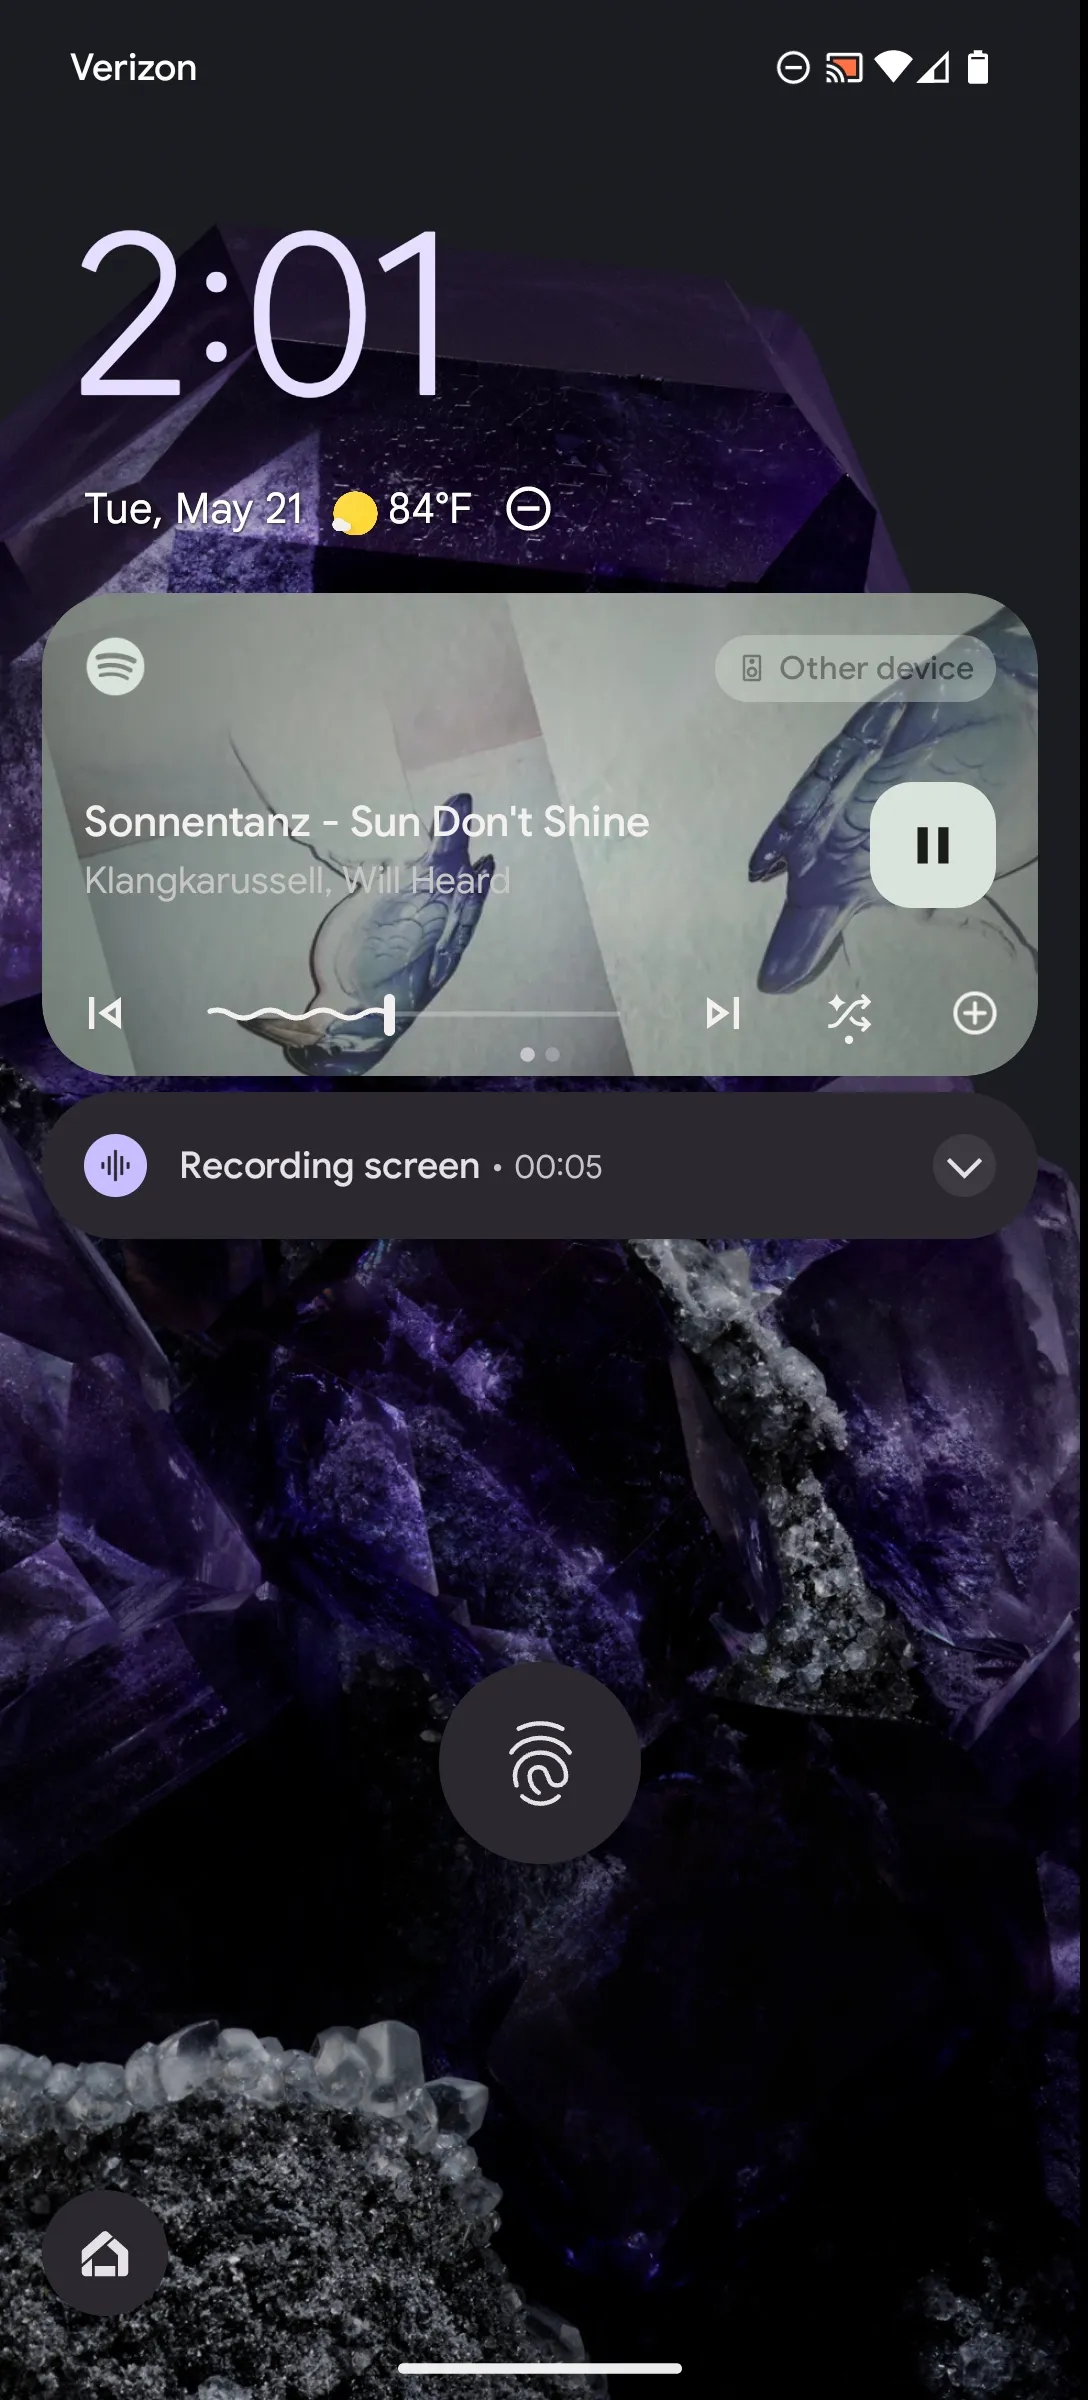 Verizon
2:01
Tue, May 21 84°F
Other device
Sonnentanz - Sun Don't Shine
Klangkarussell, Will Heard
Recording screen • 00:05